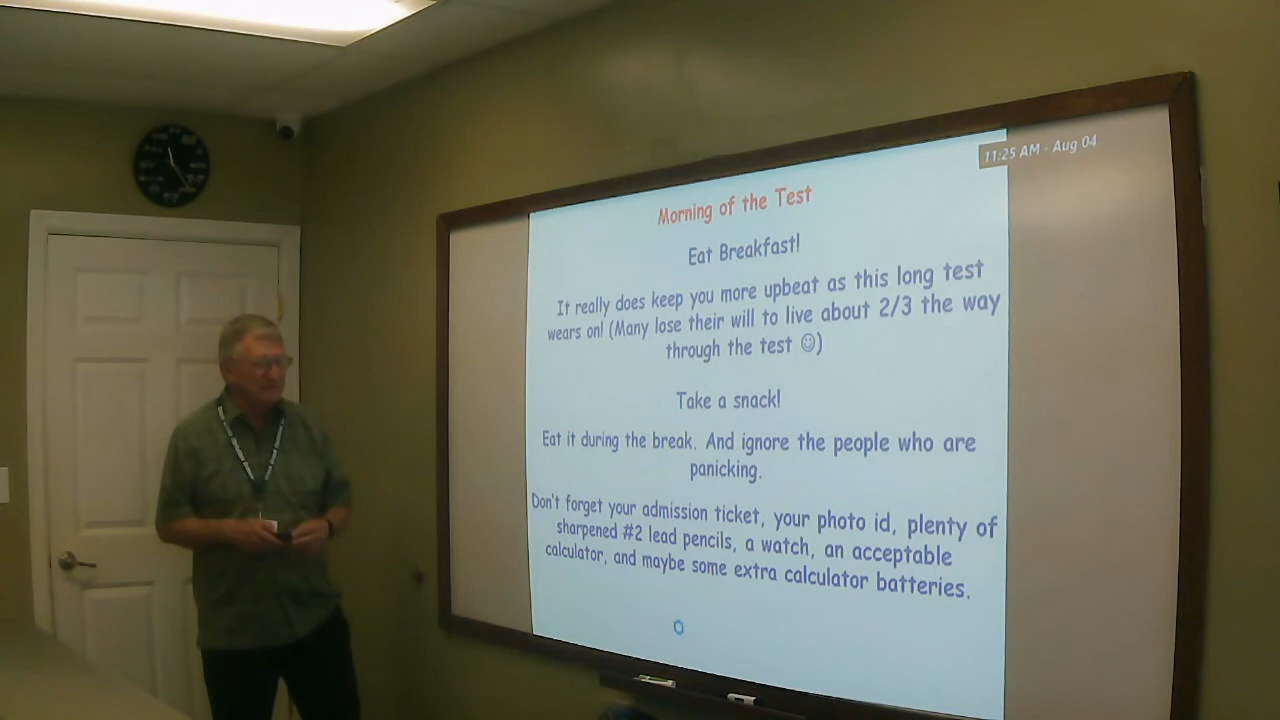 11:25 AM - Aug 04
Morning of the Test
Eat Breakfast!
It really does keep you more upbeat as this long test
wears on! (Many lose their will to live about 2/3 the way
through the test ☺)
Take a snack!
Eat it during the break. And ignore the people who are
panicking.
Don't forget your admission ticket, your photo id, plenty of
sharpened #2 lead pencils, a watch, an acceptable
calculator, and maybe some extra calculator batteries.